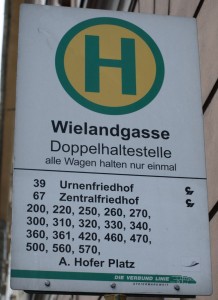 H
Wielandgasse
Doppelhaltestelle
alle Wagen halten nur einmal
39 Urnenfriedhof
67 Zentralfriedhof
200, 220, 250, 260, 270,
300, 310, 320, 330, 340,
360, 361, 420, 460, 470,
500, 560, 570,
A. Hofer Platz
DIE VERBUND LINIE
STEIERMARK